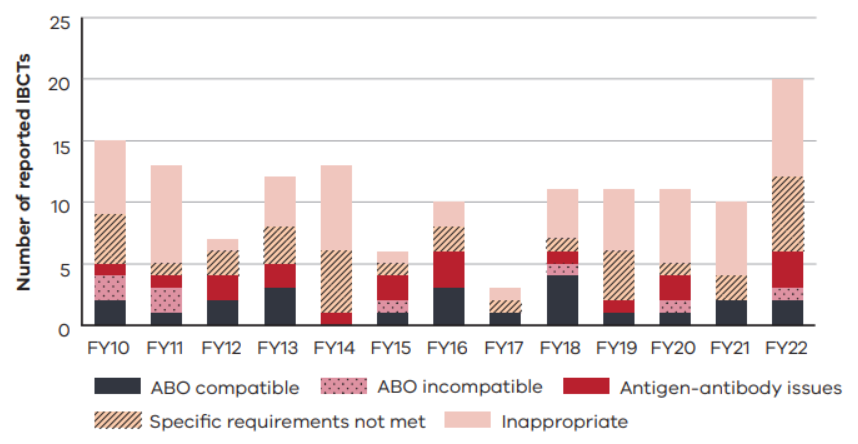 Number of reported IBCTs
25
20
15
10
5
0
FY10 FY11 FY12 FY13 FY14 FY15 FY16 FY17 FY18 FY19 FY20 FY21 FY22
ABO compatible ABO incompatible Antigen-antibody issues
Specific requirements not met Inappropriate